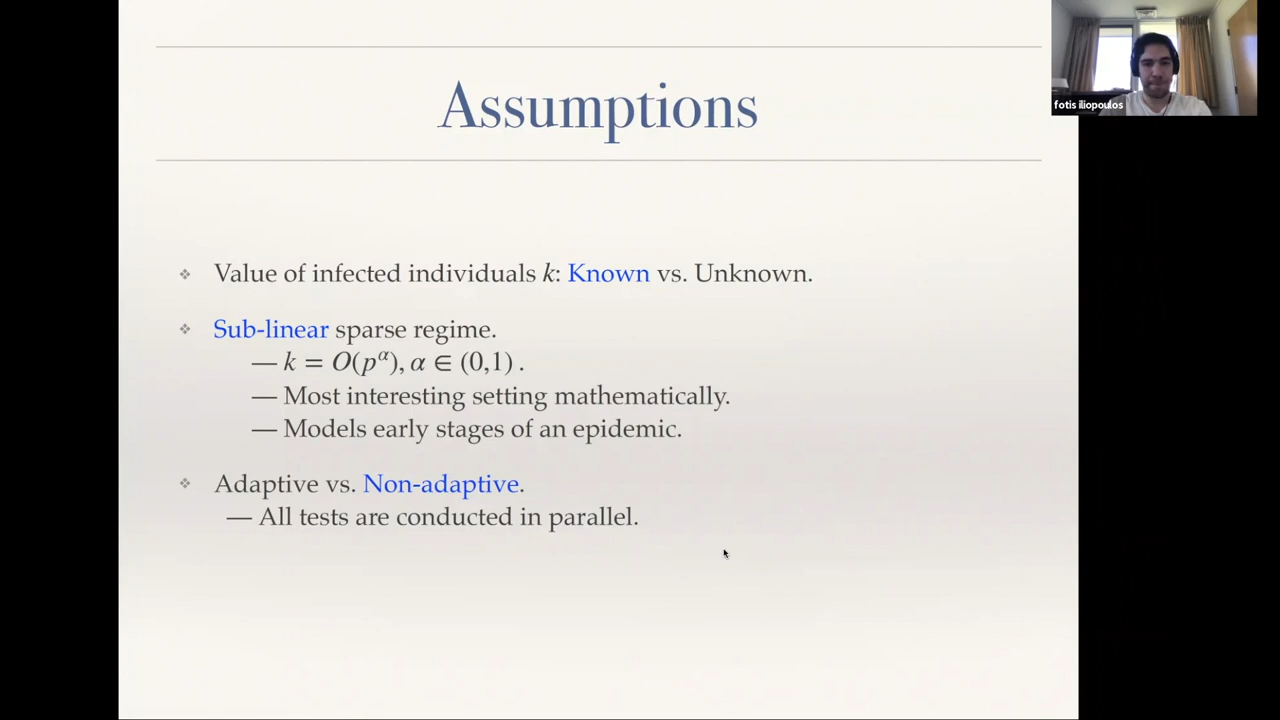 Assumptions
fotis iliopoulos
❖ Value of infected individuals k: Known vs. Unknown.
❖ Sub-linear sparse regime.
— k = O(p^α), α ∈ (0,1) .
— Most interesting setting mathematically.
— Models early stages of an epidemic.
❖ Adaptive vs. Non-adaptive.
— All tests are conducted in parallel.